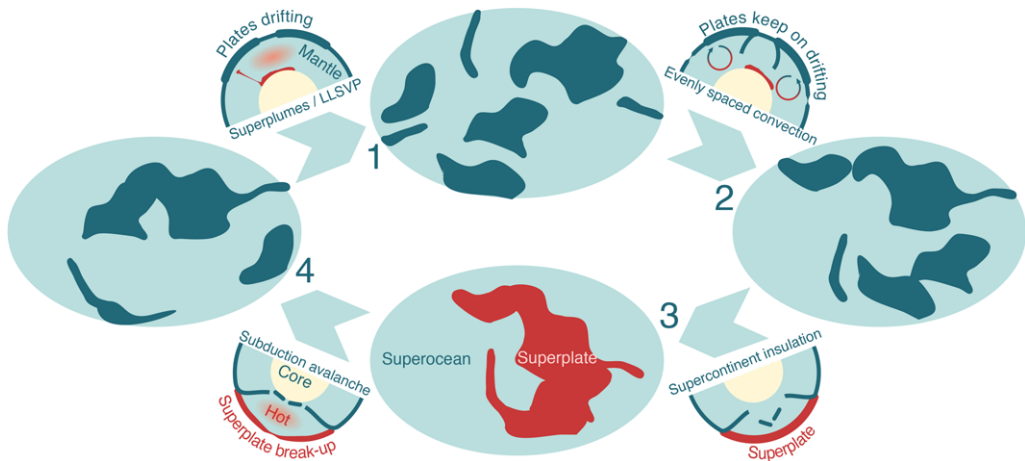 Plates drifting
Mantle
Superplumes / LLSVP
1
Plates keep on drifting
Evenly spaced convection
2
4
Subduction avalanche
Core
Hot
Superplate break-up
Superocean
Superplate
3
Supercontinent insulation
Superplate